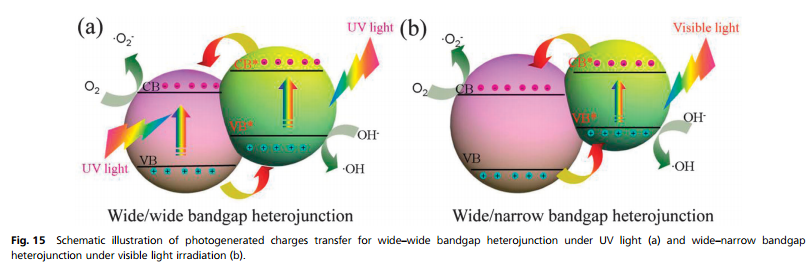 (a)
UV light
·O₂⁻
CB*
O₂
CB
VB*
OH⁻
VB
UV light
·OH
Wide/wide bandgap heterojunction
(b)
Visible light
·O₂⁻
CB*
O₂
CB
VB*
OH⁻
VB
·OH
Wide/narrow bandgap heterojunction
Fig. 15 Schematic illustration of photogenerated charges transfer for wide–wide bandgap heterojunction under UV light (a) and wide–narrow bandgap
heterojunction under visible light irradiation (b).